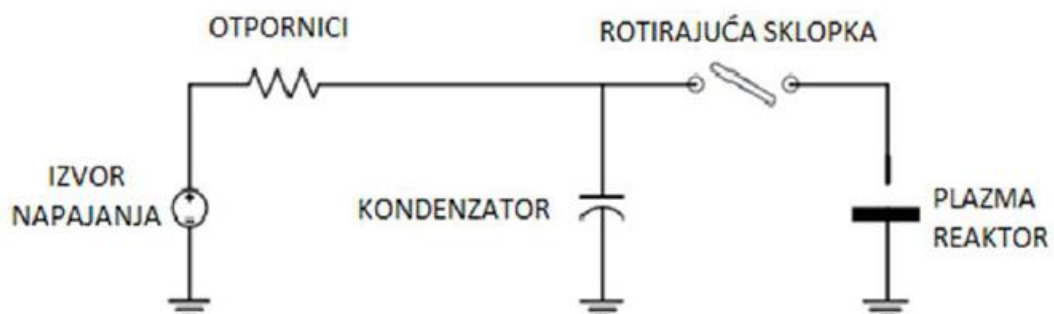 OTPORNICI
ROTIRAJUĆA SKLOPKA
IZVOR
NAPAJANJA
KONDENZATOR
PLAZMA
REAKTOR